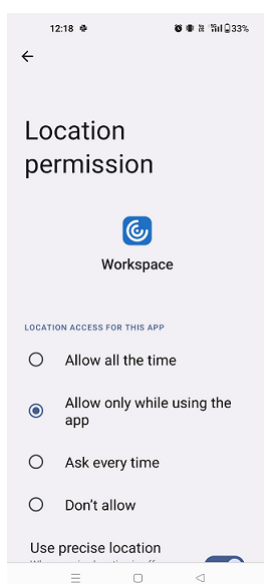 12:18 33%
Location
permission
Workspace
LOCATION ACCESS FOR THIS APP
Allow all the time
Allow only while using the
app
Ask every time
Don't allow
Use precise location